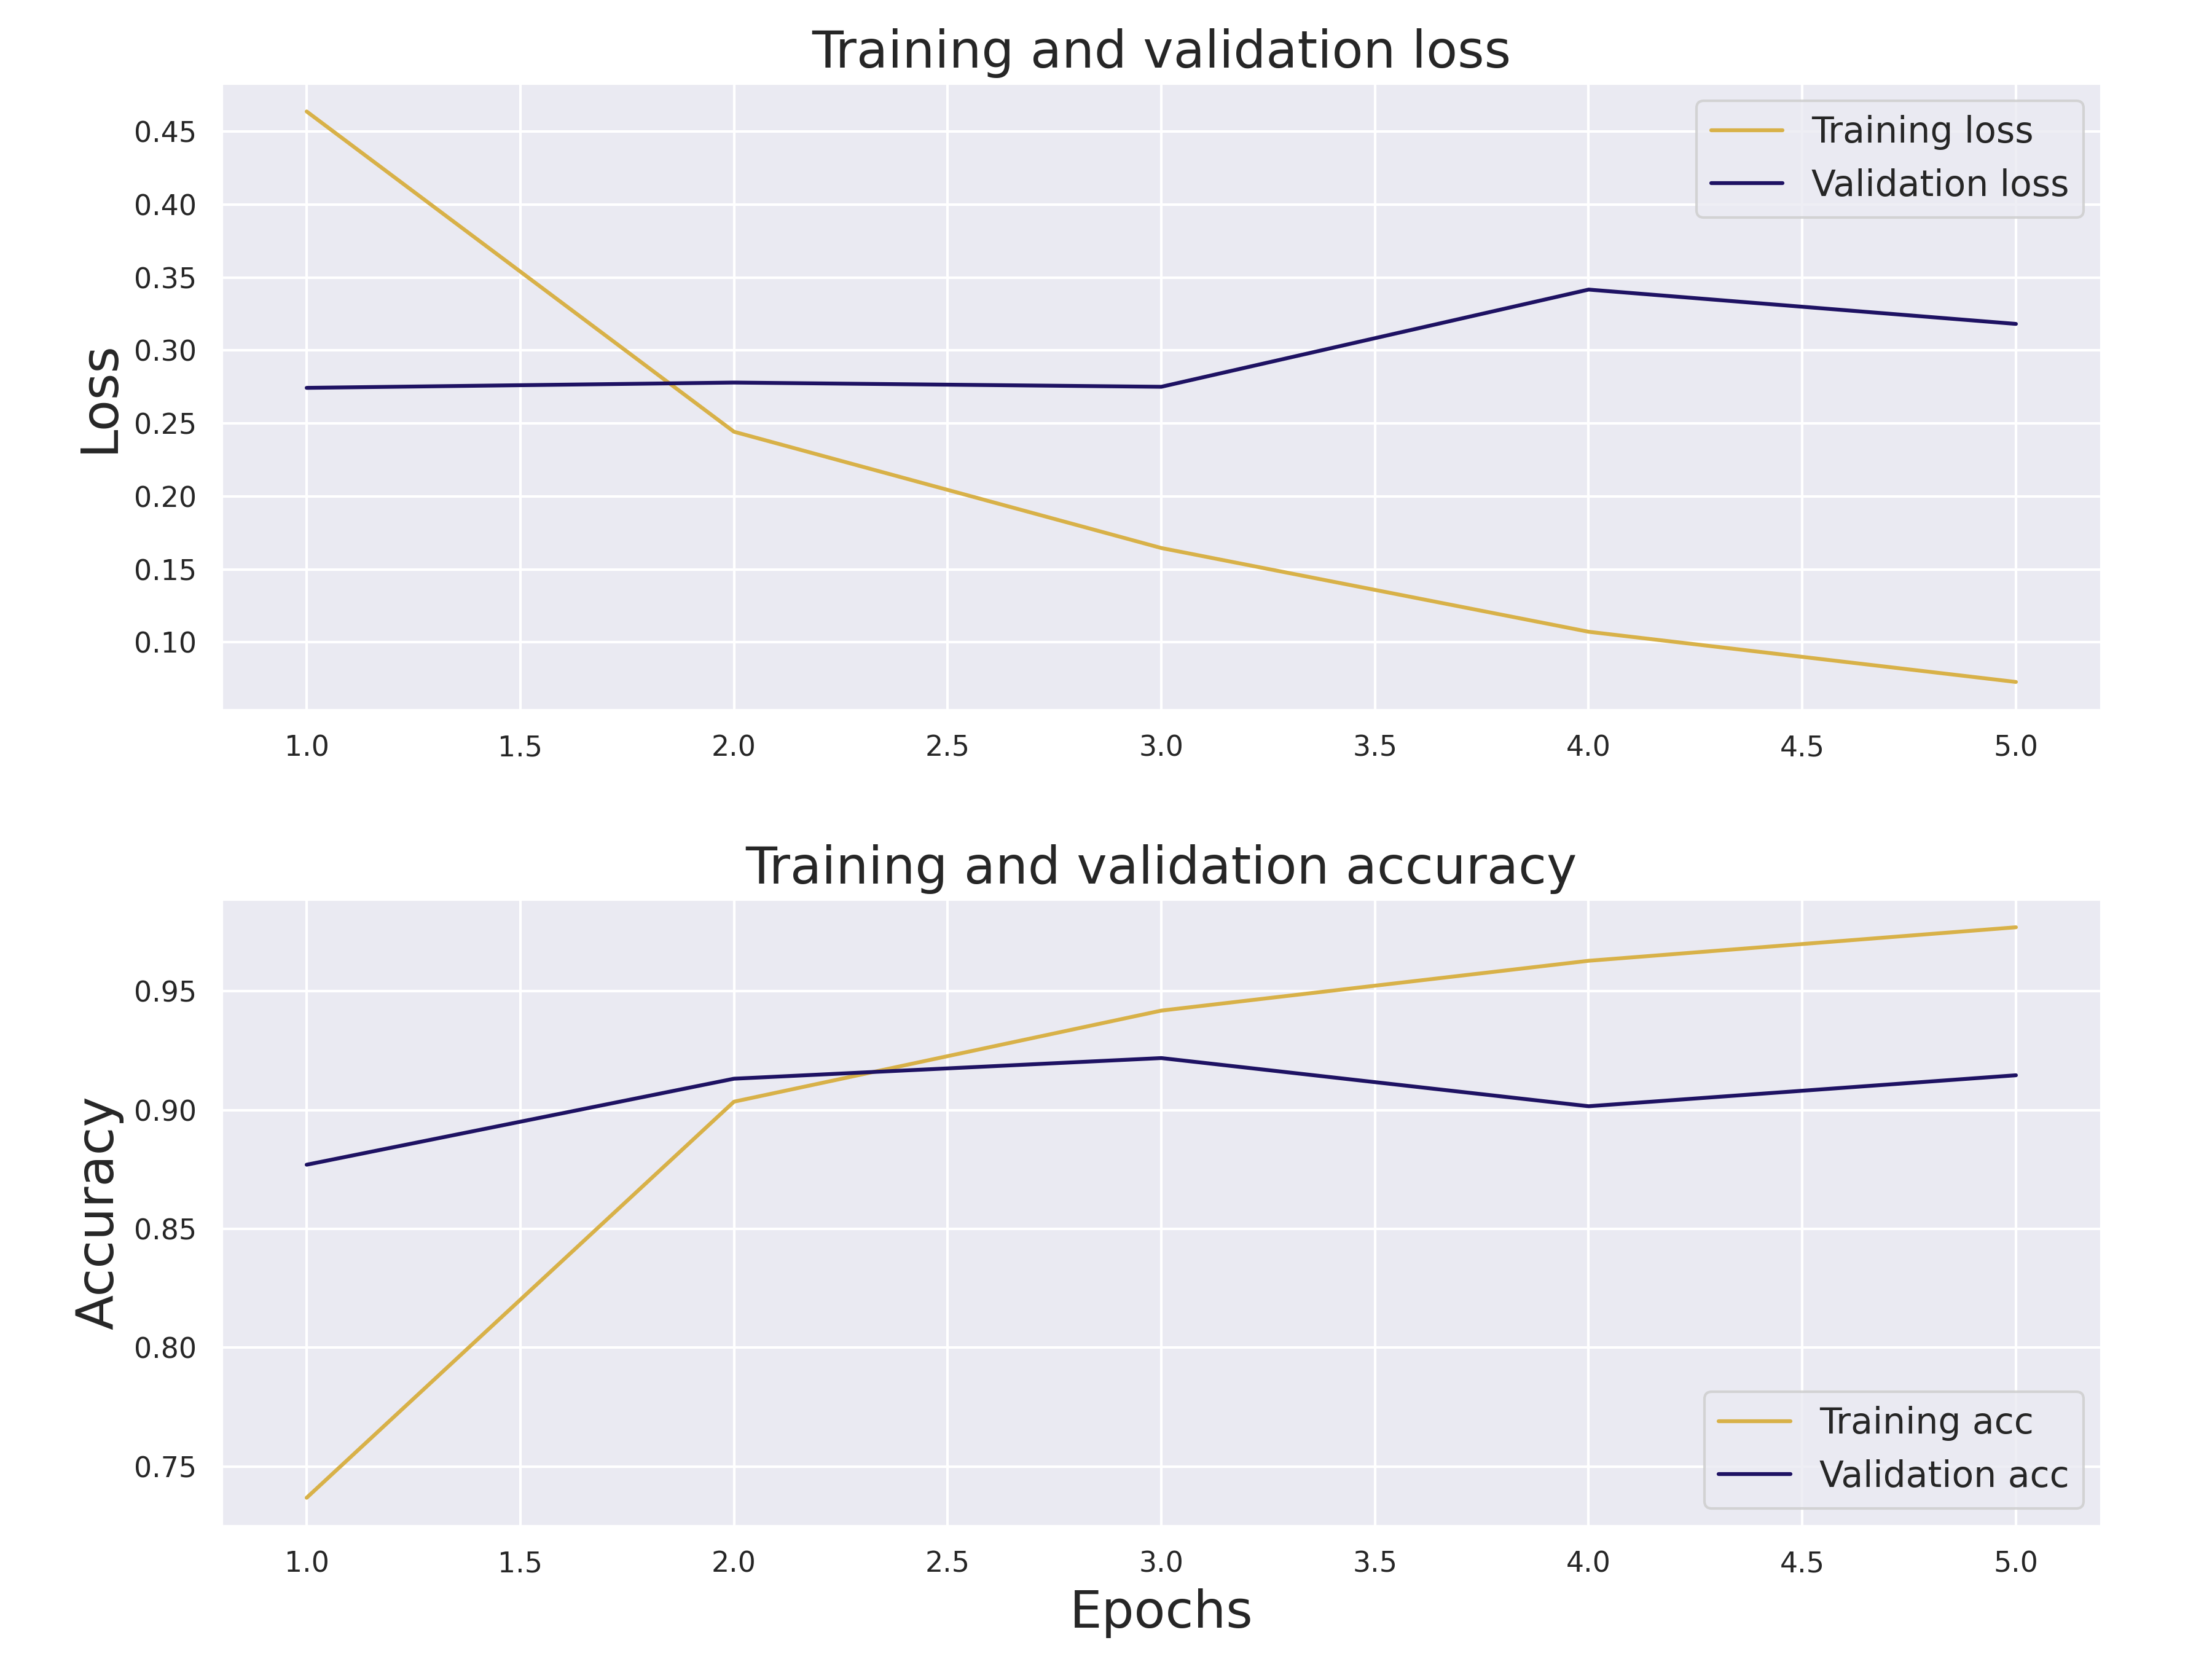 Training and validation loss
Loss
0.45
0.40
0.35
0.30
0.25
0.20
0.15
0.10
Training loss
Validation loss
1.0 1.5 2.0 2.5 3.0 3.5 4.0 4.5 5.0
Training and validation accuracy
Accuracy
0.95
0.90
0.85
0.80
0.75
Training acc
Validation acc
1.0 1.5 2.0 2.5 3.0 3.5 4.0 4.5 5.0
Epochs